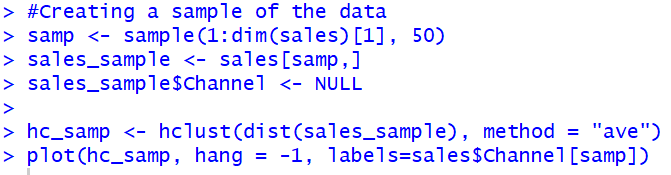 > #Creating a sample of the data
> samp <- sample(1:dim(sales)[1], 50)
> sales_sample <- sales[samp,]
> sales_sample$Channel <- NULL
>
> hc_samp <- hclust(dist(sales_sample), method = "ave")
> plot(hc_samp, hang = -1, labels=sales$Channel[samp])